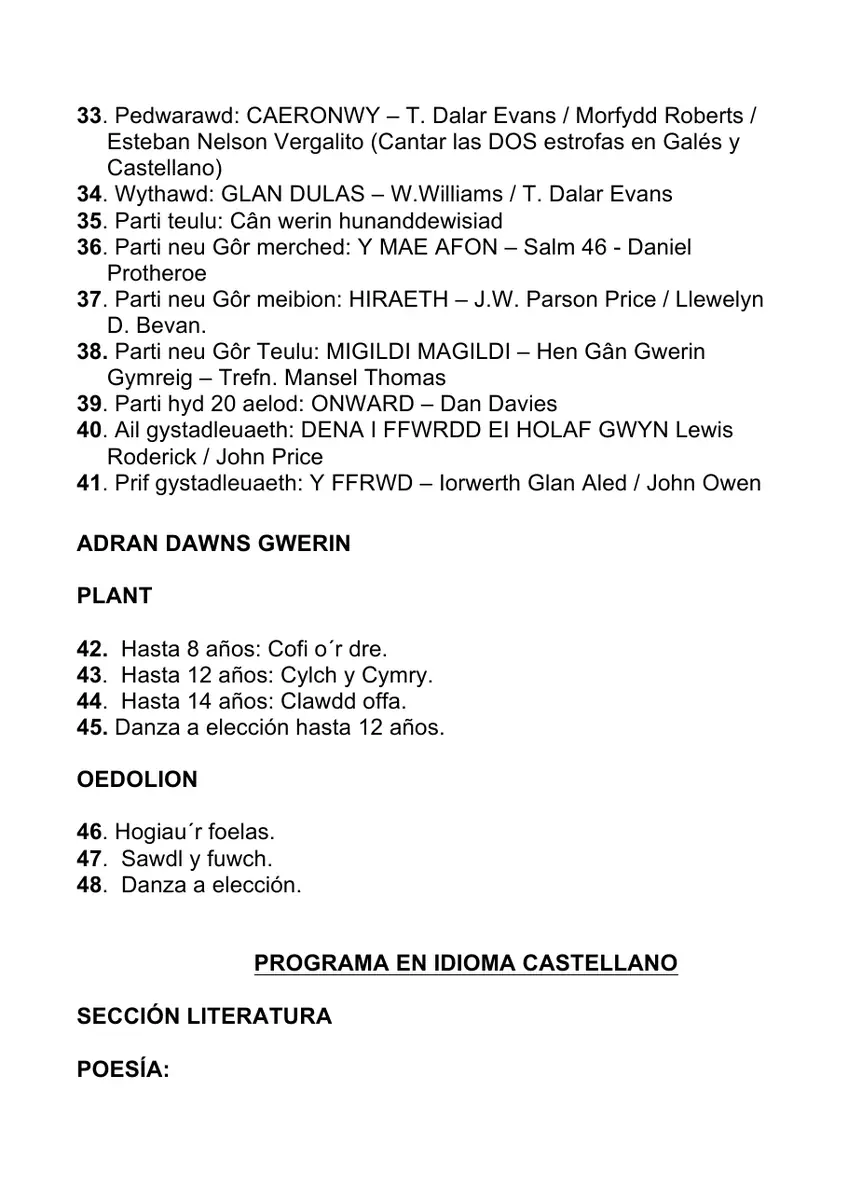 33. Pedwarawd: CAERONWY – T. Dalar Evans / Morfydd Roberts /
Esteban Nelson Vergalito (Cantar las DOS estrofas en Galés y
Castellano)
34. Wythawd: GLAN DULAS – W.Williams / T. Dalar Evans
35. Parti teulu: Cân werin hunanddewisiad
36. Parti neu Gôr merched: Y MAE AFON – Salm 46 - Daniel
Protheroe
37. Parti neu Gôr meibion: HIRAETH – J.W. Parson Price / Llewelyn
D. Bevan.
38. Parti neu Gôr Teulu: MIGILDI MAGILDI – Hen Gân Gwerin
Gymreig – Trefn. Mansel Thomas
39. Parti hyd 20 aelod: ONWARD – Dan Davies
40. Ail gystadleuaeth: DENA I FFWRDD EI HOLAF GWYN Lewis
Roderick / John Price
41. Prif gystadleuaeth: Y FFRWD – Iorwerth Glan Aled / John Owen
ADRAN DAWNS GWERIN
PLANT
42. Hasta 8 años: Cofi o´r dre.
43. Hasta 12 años: Cylch y Cymry.
44. Hasta 14 años: Clawdd offa.
45. Danza a elección hasta 12 años.
OEDOLION
46. Hogiau´r foelas.
47. Sawdl y fuwch.
48. Danza a elección.
PROGRAMA EN IDIOMA CASTELLANO
SECCIÓN LITERATURA
POESÍA: